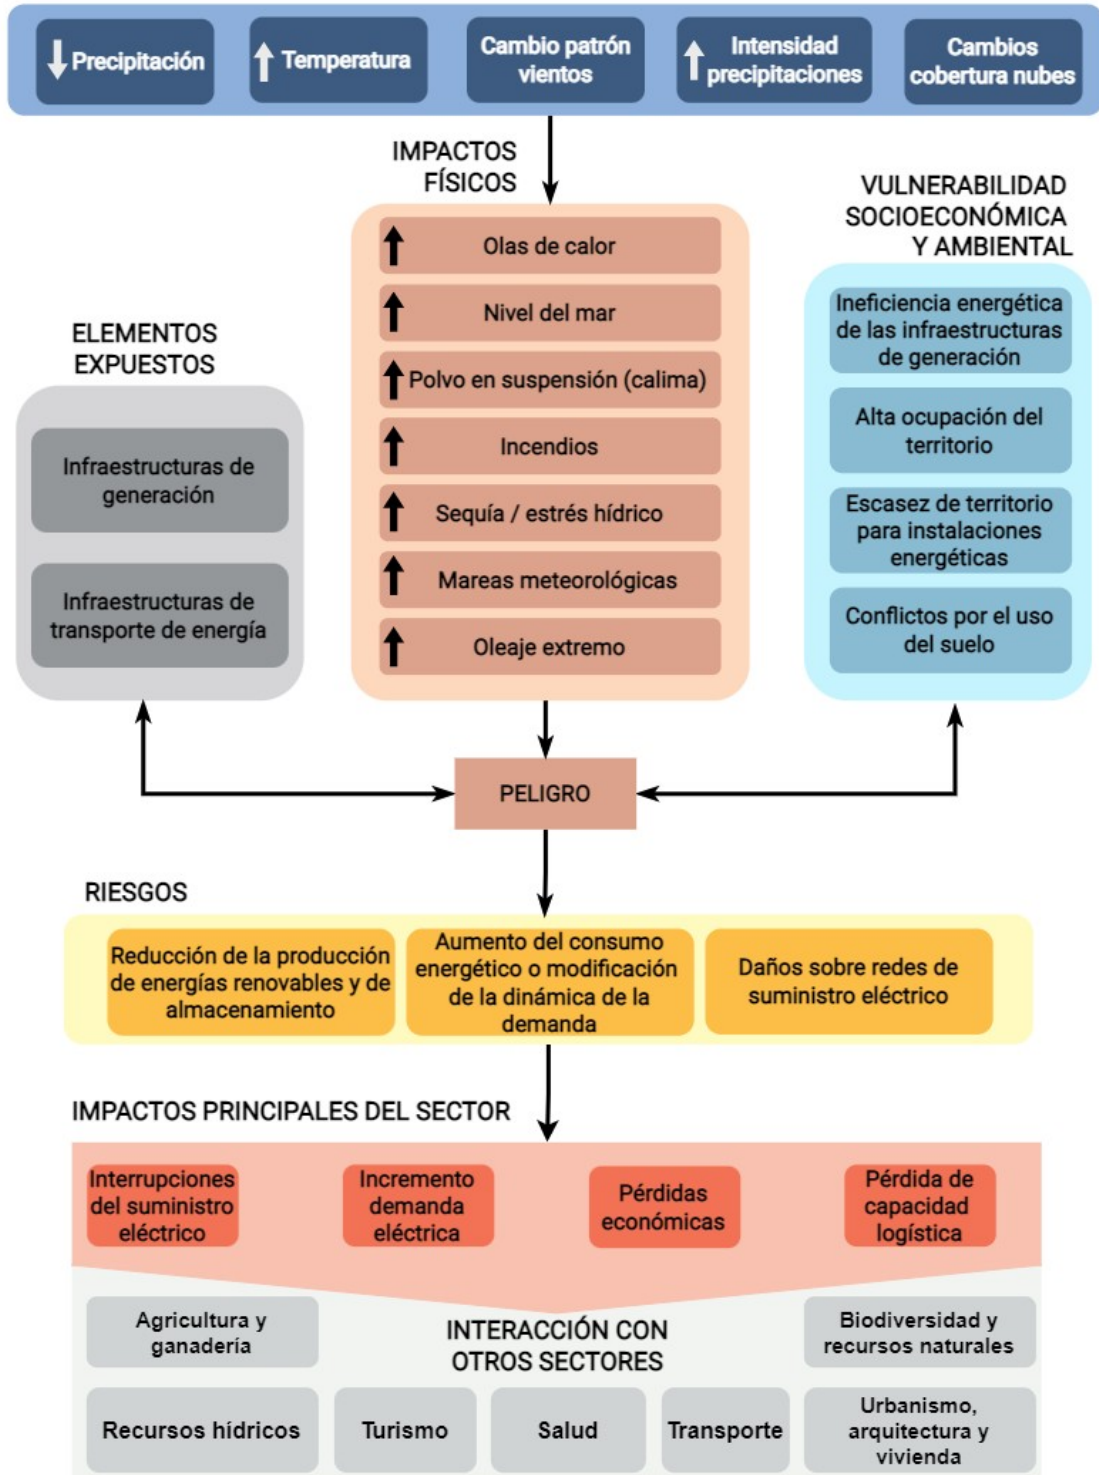 Precipitación
Temperatura
Cambio patrón
vientos
Intensidad
precipitaciones
Cambios
cobertura nubes
IMPACTOS
FÍSICOS
Olas de calor
Nivel del mar
Polvo en suspensión (calima)
Incendios
Sequía / estrés hídrico
Mareas meteorológicas
Oleaje extremo
VULNERABILIDAD
SOCIOECONÓMICA
Y AMBIENTAL
Ineficiencia energética
de las infraestructuras
de generación
Alta ocupación del
territorio
Escasez de territorio
para instalaciones
energéticas
Conflictos por el uso
del suelo
ELEMENTOS
EXPUESTOS
Infraestructuras de
generación
Infraestructuras de
transporte de energía
PELIGRO
RIESGOS
Reducción de la producción
de energías renovables y de
almacenamiento
Aumento del consumo
energético o modificación
de la dinámica de la
demanda
Daños sobre redes de
suministro eléctrico
IMPACTOS PRINCIPALES DEL SECTOR
Interrupciones
del suministro
eléctrico
Incremento
demanda
eléctrica
Pérdidas
económicas
Pérdida de
capacidad
logística
Agricultura y
ganadería
INTERACCIÓN CON
OTROS SECTORES
Biodiversidad y
recursos naturales
Recursos hídricos
Turismo
Salud
Transporte
Urbanismo,
arquitectura y
vivienda